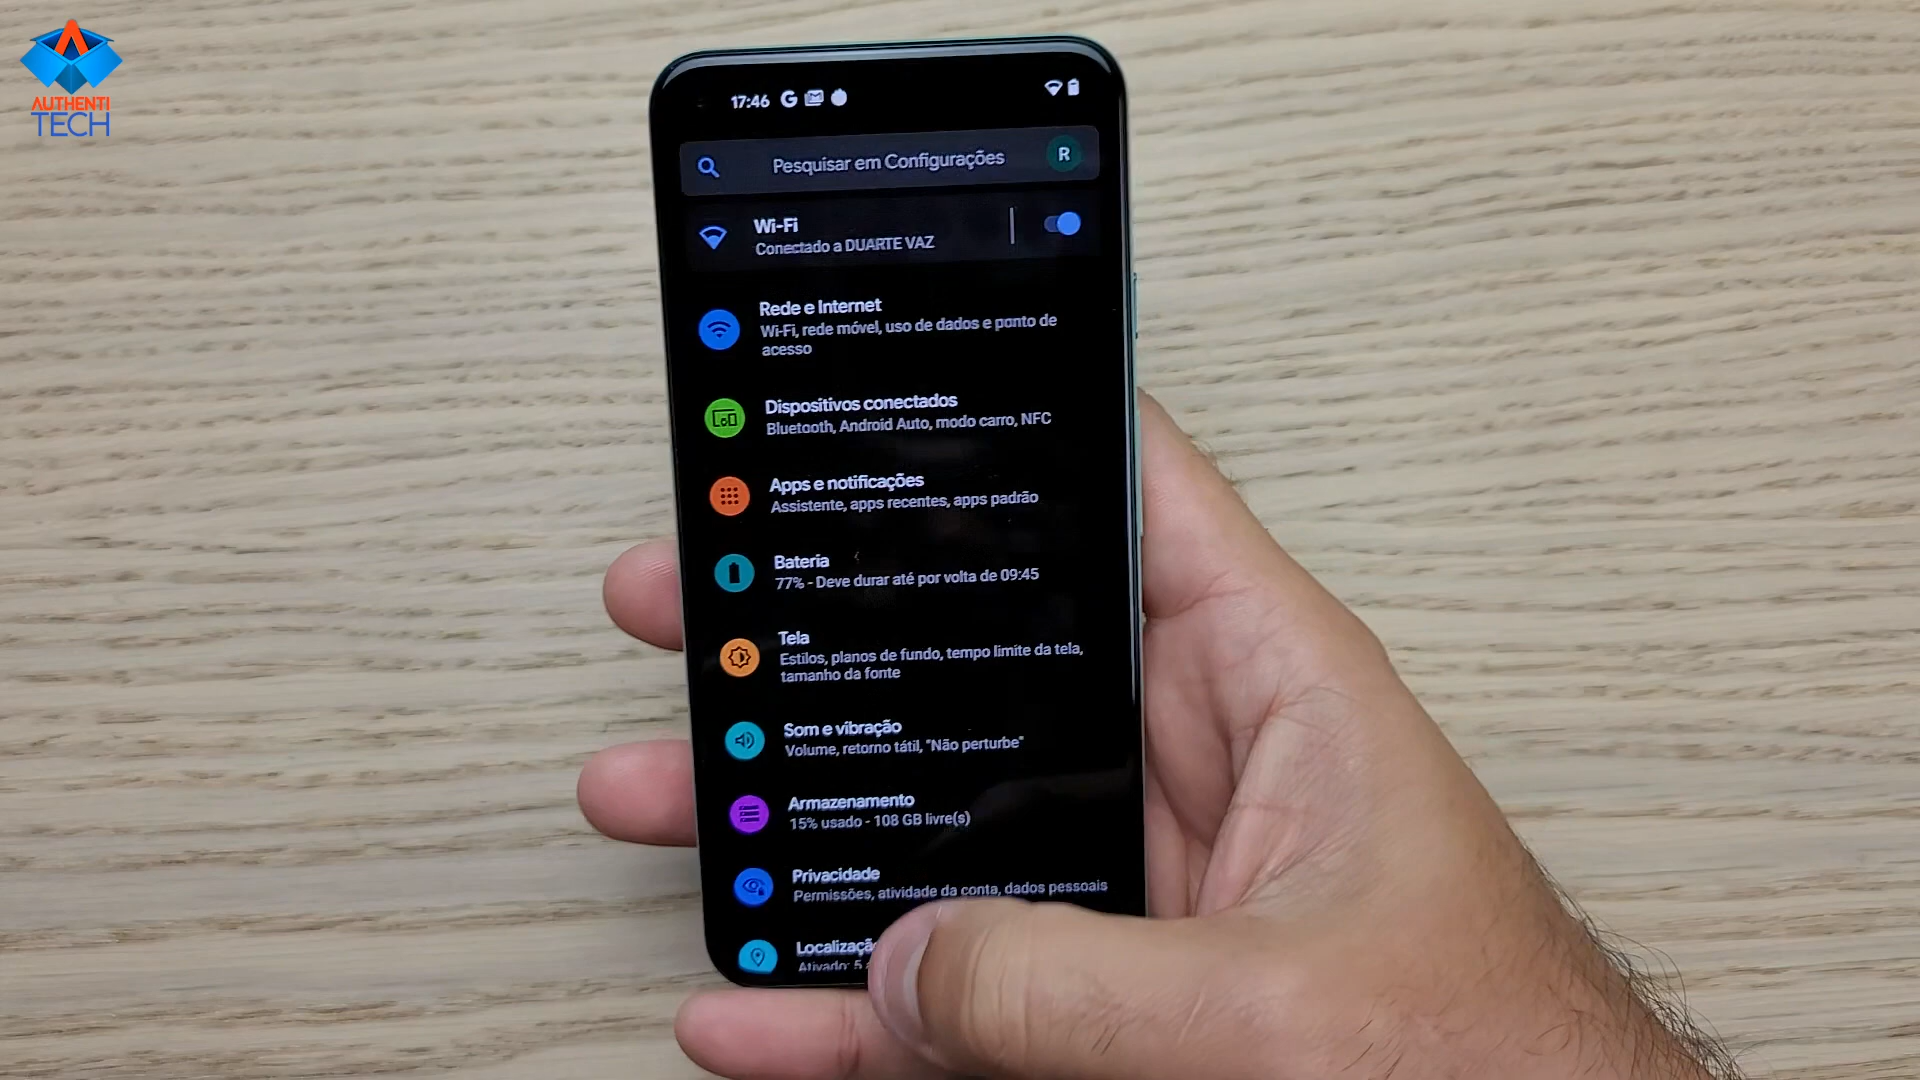 AUTHENTI
TECH
17:46
Pesquisar em Configurações
R
Wi-Fi
Conectado a DUARTE VAZ
Rede e Internet
Wi-Fi, rede móvel, uso de dados e ponto de
acesso
Dispositivos conectados
Bluetooth, Android Auto, modo carro, NFC
Apps e notificações
Assistente, apps recentes, apps padrão
Bateria
77% - Deve durar até por volta de 09:45
Tela
Estilos, planos de fundo, tempo limite da tela,
tamanho da fonte
Som e vibração
Volume, retorno tátil, "Não perturbe"
Armazenamento
15% usado - 108 GB livre(s)
Privacidade
Permissões, atividade da conta, dados pessoais
Localização
Ativado: 5